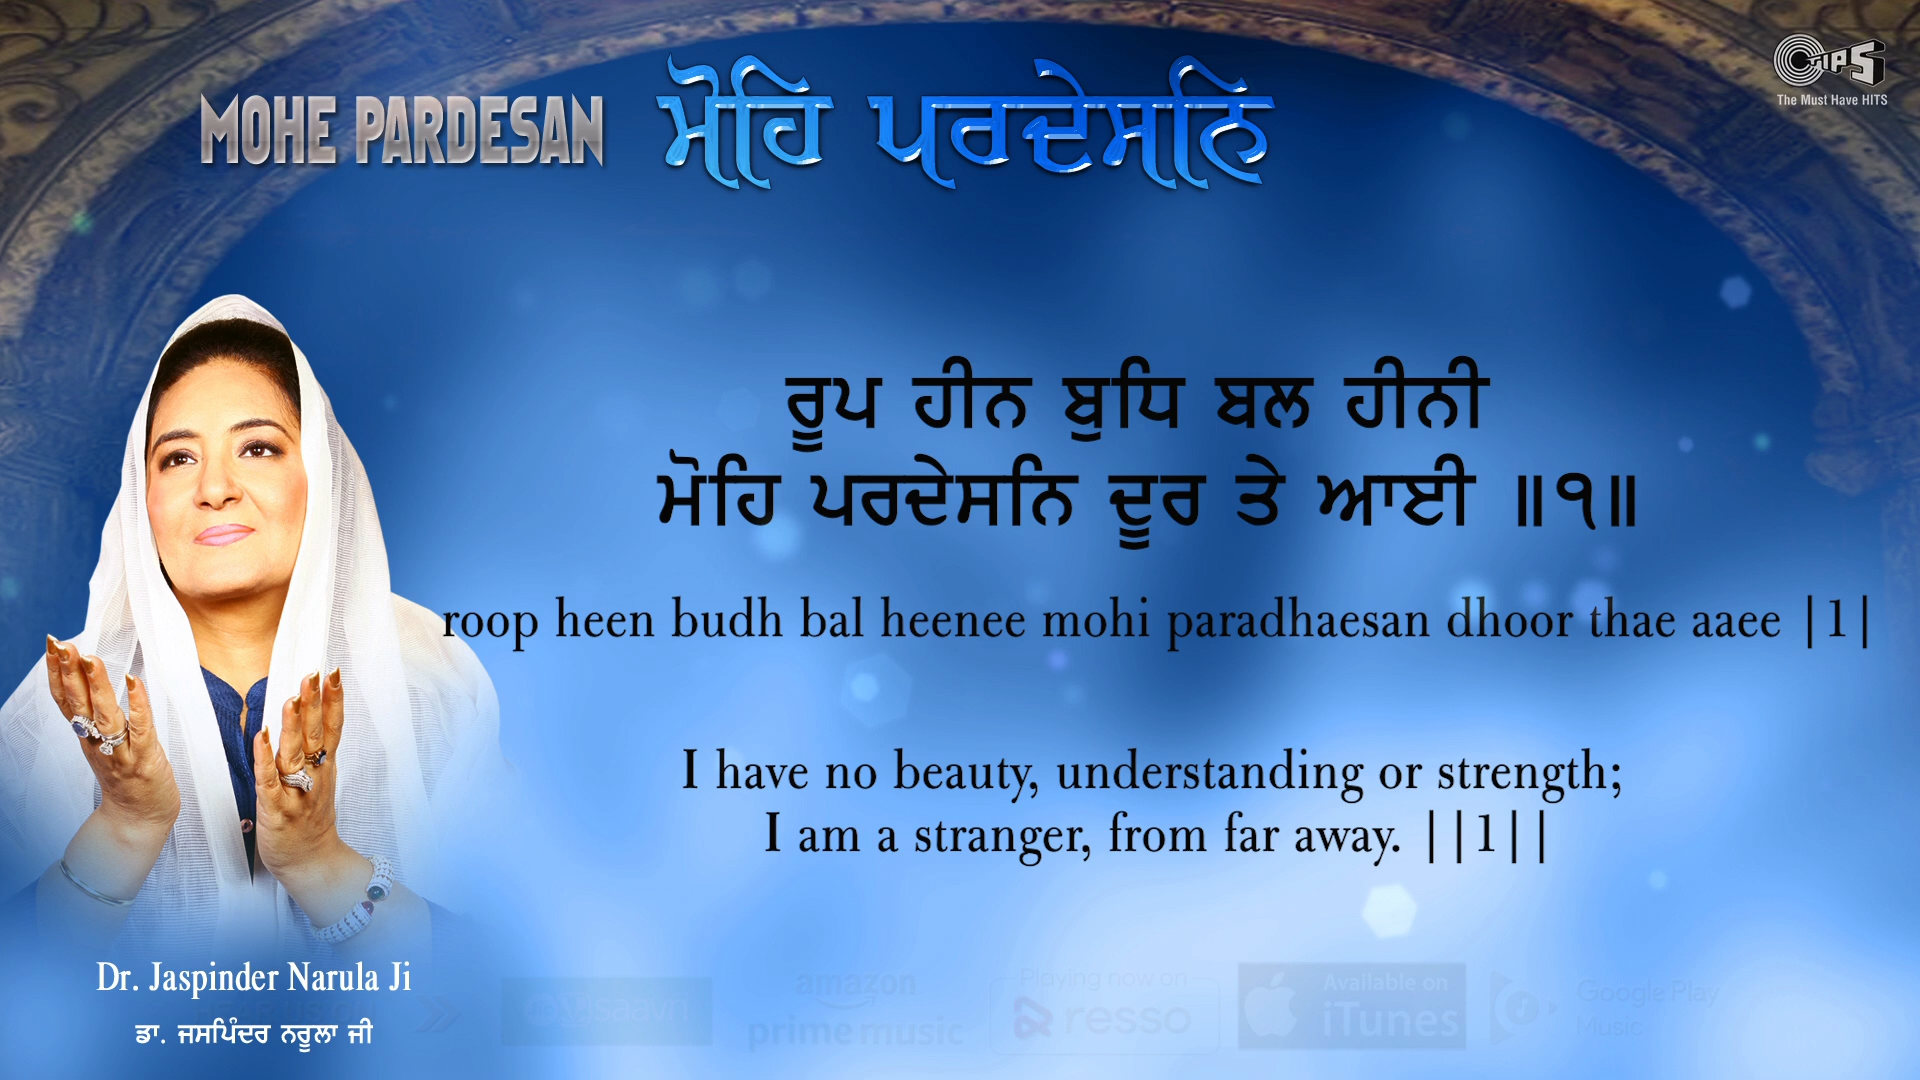 MOHE PARDESAN ਮੋਹਿ ਪਰਦੇਸਨਿ
TIPS
The Must Have HITS
ਰੂਪ ਹੀਨ ਬੁਧਿ ਬਲ ਹੀਨੀ
ਮੋਹਿ ਪਰਦੇਸਨਿ ਦੂਰ ਤੇ ਆਈ ॥੧॥
roop heen budh bal heenee mohi paradhaesan dhoor thae aaee |1|
I have no beauty, understanding or strength;
I am a stranger, from far away. ||1||
Dr. Jaspinder Narula Ji
ਡਾ. ਜਸਪਿੰਦਰ ਨਰੂਲਾ ਜੀ
saavn
amazon
prime music
Playing now on
resso
Available on
iTunes
Google Play
Music